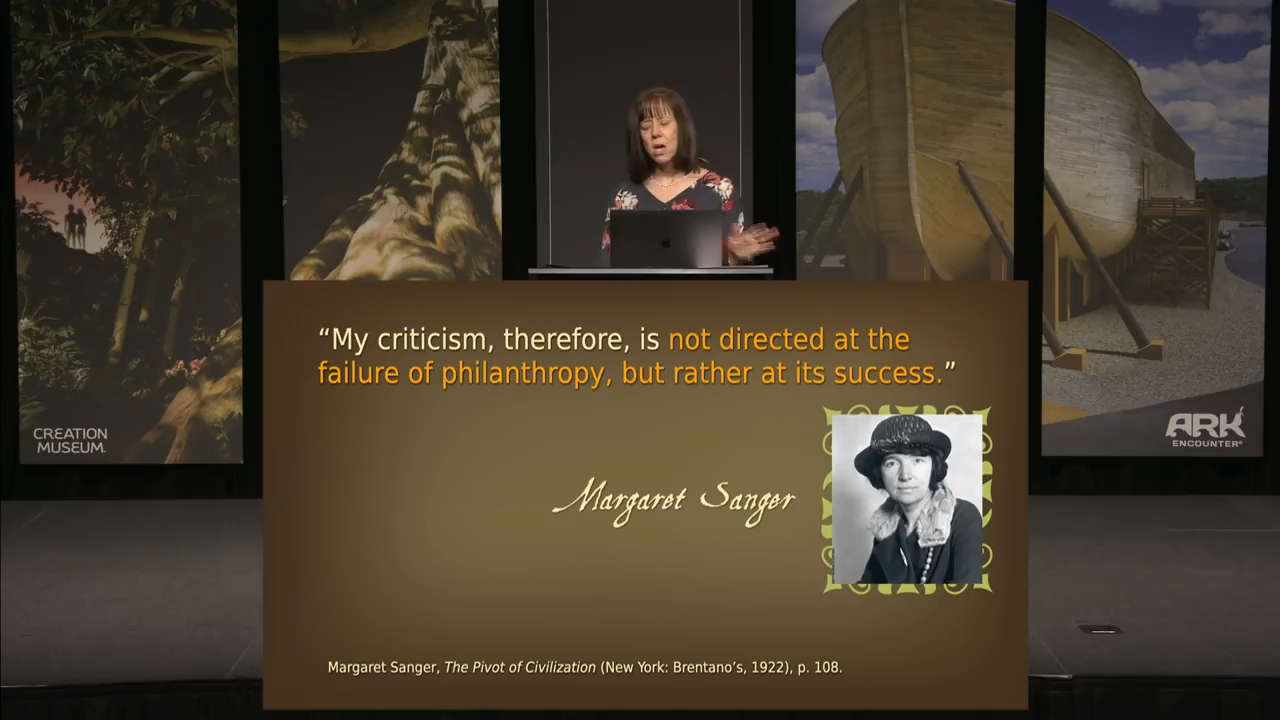 “My criticism, therefore, is not directed at the
failure of philanthropy, but rather at its success.”
CREATION
MUSEUM
ARK
ENCOUNTER
Margaret Sanger
Margaret Sanger, The Pivot of Civilization (New York: Brentano’s, 1922), p. 108.